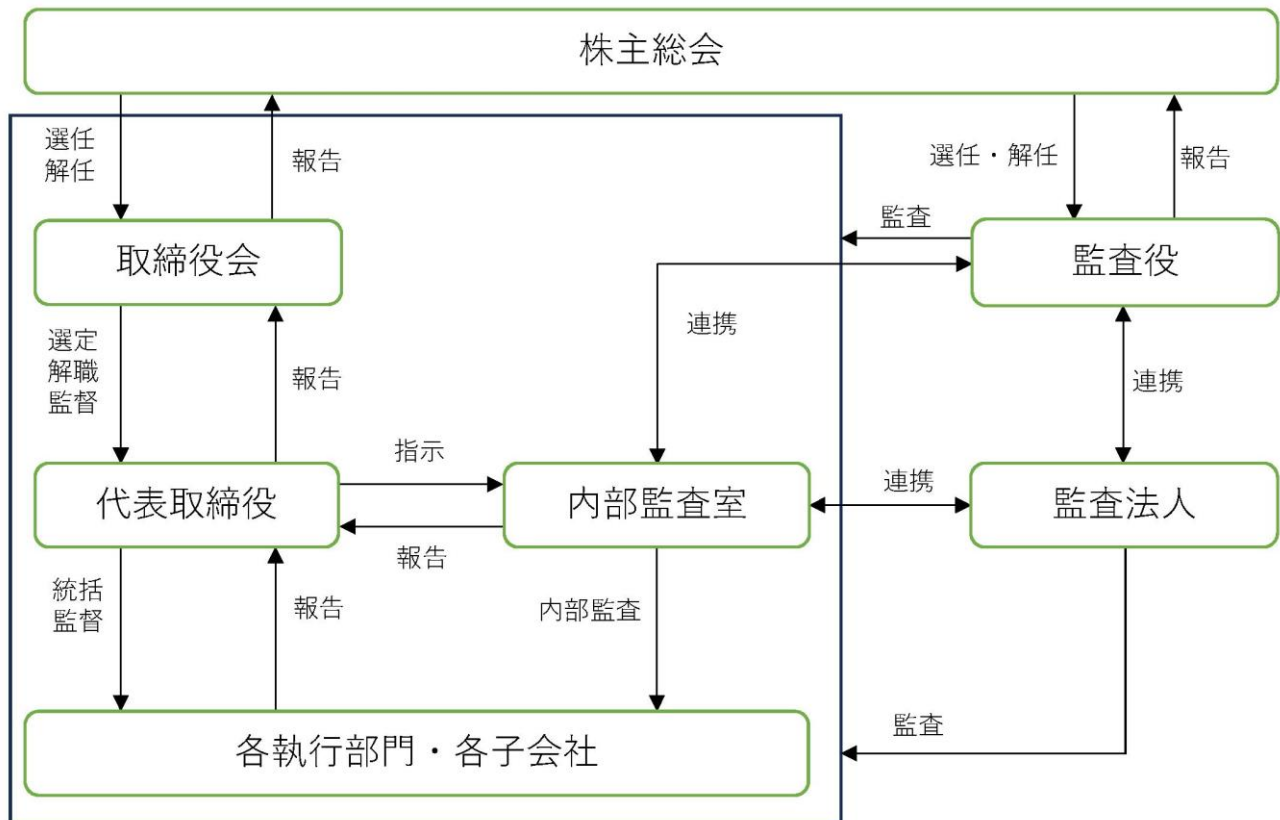 株主総会
選任
解任
報告
選任・解任
報告
取締役会
監査
監査役
選定
解職
監督
報告
連携
連携
代表取締役
指示
報告
内部監査室
連携
監査法人
統括
監督
報告
内部監査
監査
各執行部門・各子会社